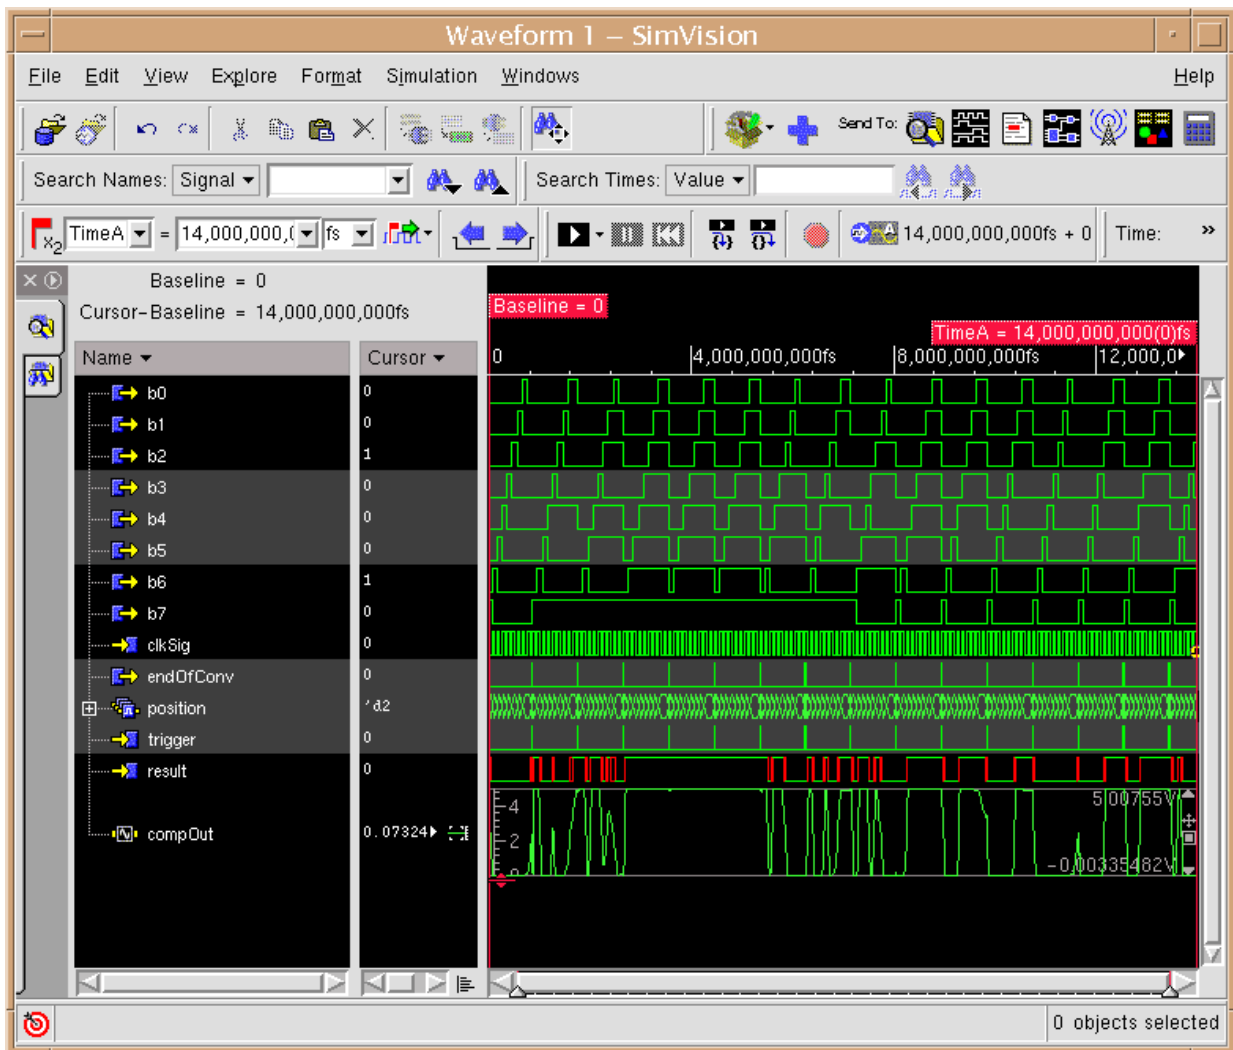 Waveform 1 – SimVision
File Edit View Explore Format Simulation Windows Help
Send To:
Search Names: Signal Search Times: Value
x2 TimeA = 14,000,000,( fs 14,000,000,000fs + 0 Time: »
Baseline = 0
Cursor-Baseline = 14,000,000,000fs
Baseline = 0
TimeA = 14,000,000,000(0)fs
Name Cursor 0 4,000,000,000fs 8,000,000,000fs 12,000,0
b0 0
b1 0
b2 1
b3 0
b4 0
b5 0
b6 1
b7 0
clkSig 0
endOfConv 0
position 'd2
trigger 0
result 0
compOut 0.07324
4
2
0
5.00755V
-0.00335482V
0 objects selected